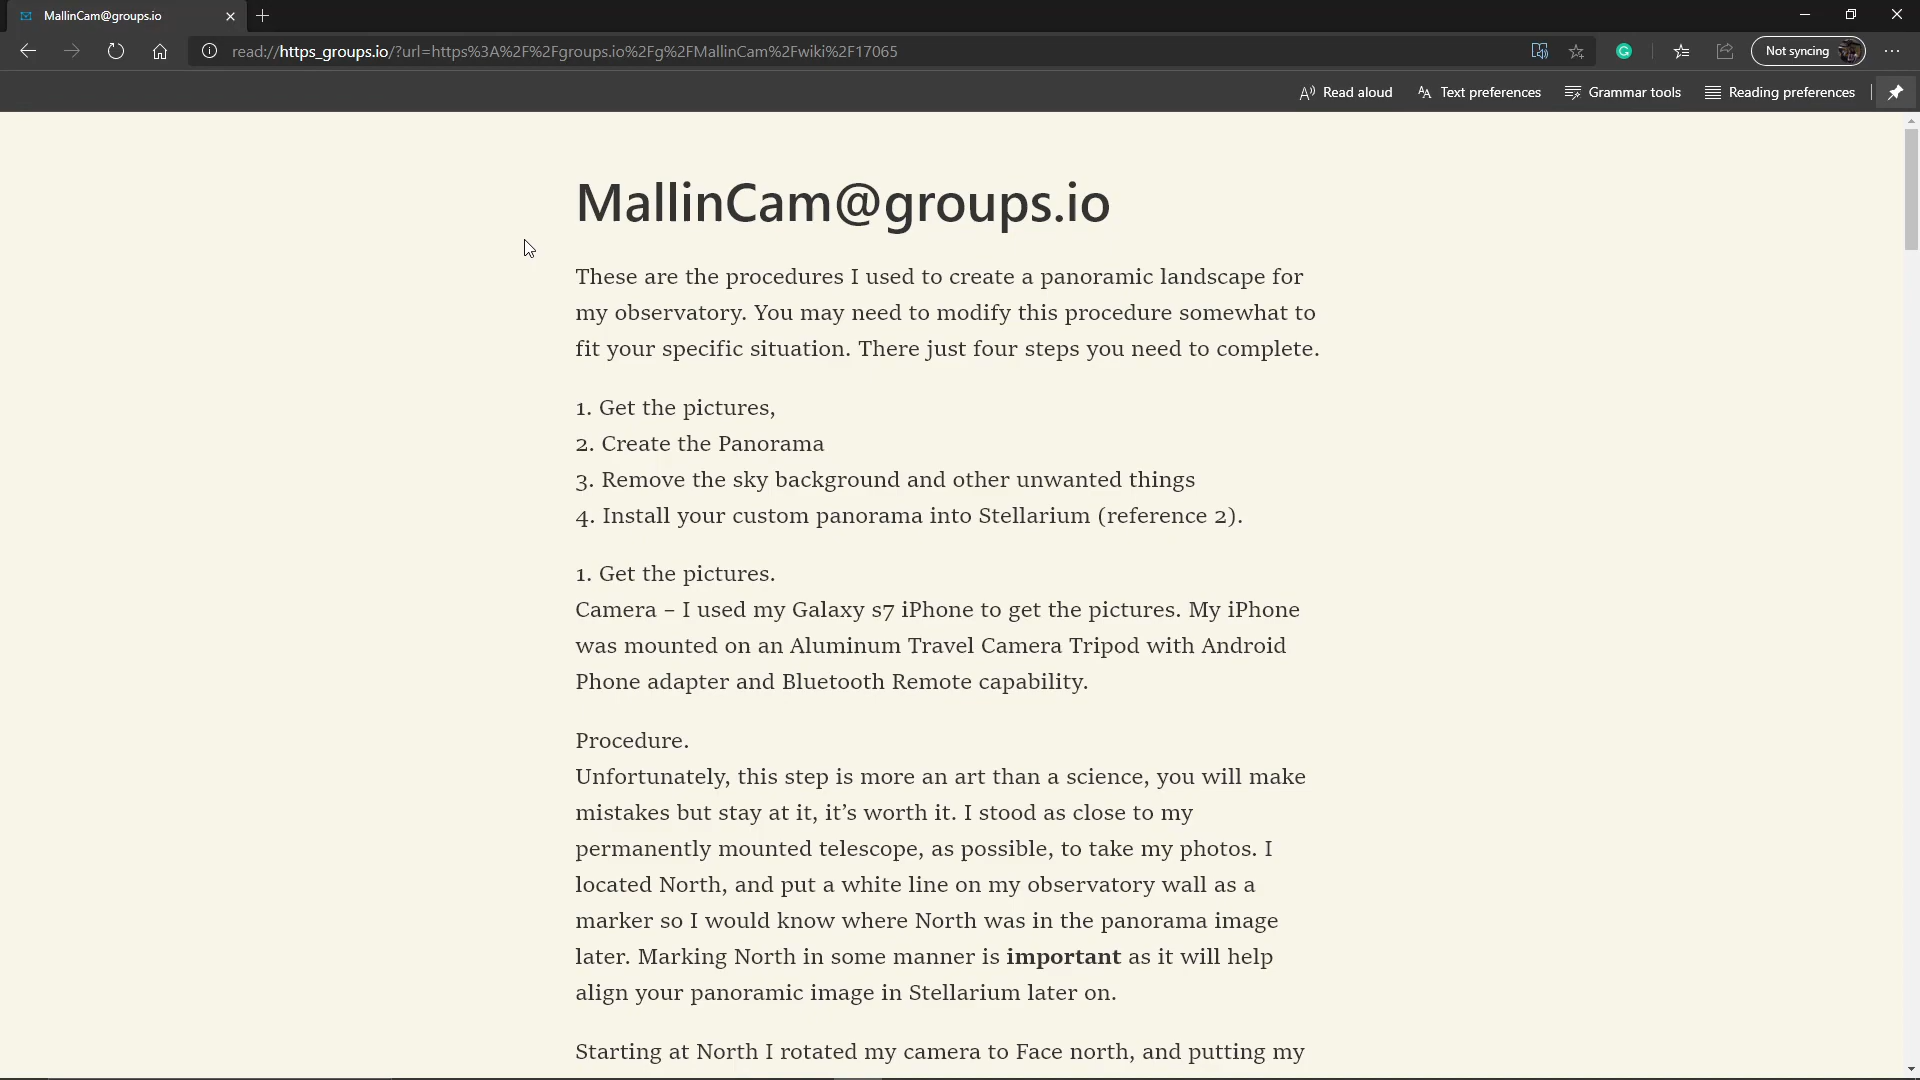 MallinCam@groups.io
read://https_groups.io/?url=https%3A%2F%2Fgroups.io%2Fg%2FMallinCam%2Fwiki%2F17065
Not syncing
Read aloud
Text preferences
Grammar tools
Reading preferences
MallinCam@groups.io
These are the procedures I used to create a panoramic landscape for
my observatory. You may need to modify this procedure somewhat to
fit your specific situation. There just four steps you need to complete.
1. Get the pictures,
2. Create the Panorama
3. Remove the sky background and other unwanted things
4. Install your custom panorama into Stellarium (reference 2).
1. Get the pictures.
Camera – I used my Galaxy s7 iPhone to get the pictures. My iPhone
was mounted on an Aluminum Travel Camera Tripod with Android
Phone adapter and Bluetooth Remote capability.
Procedure.
Unfortunately, this step is more an art than a science, you will make
mistakes but stay at it, it’s worth it. I stood as close to my
permanently mounted telescope, as possible, to take my photos. I
located North, and put a white line on my observatory wall as a
marker so I would know where North was in the panorama image
later. Marking North in some manner is important as it will help
align your panoramic image in Stellarium later on.
Starting at North I rotated my camera to Face north, and putting my